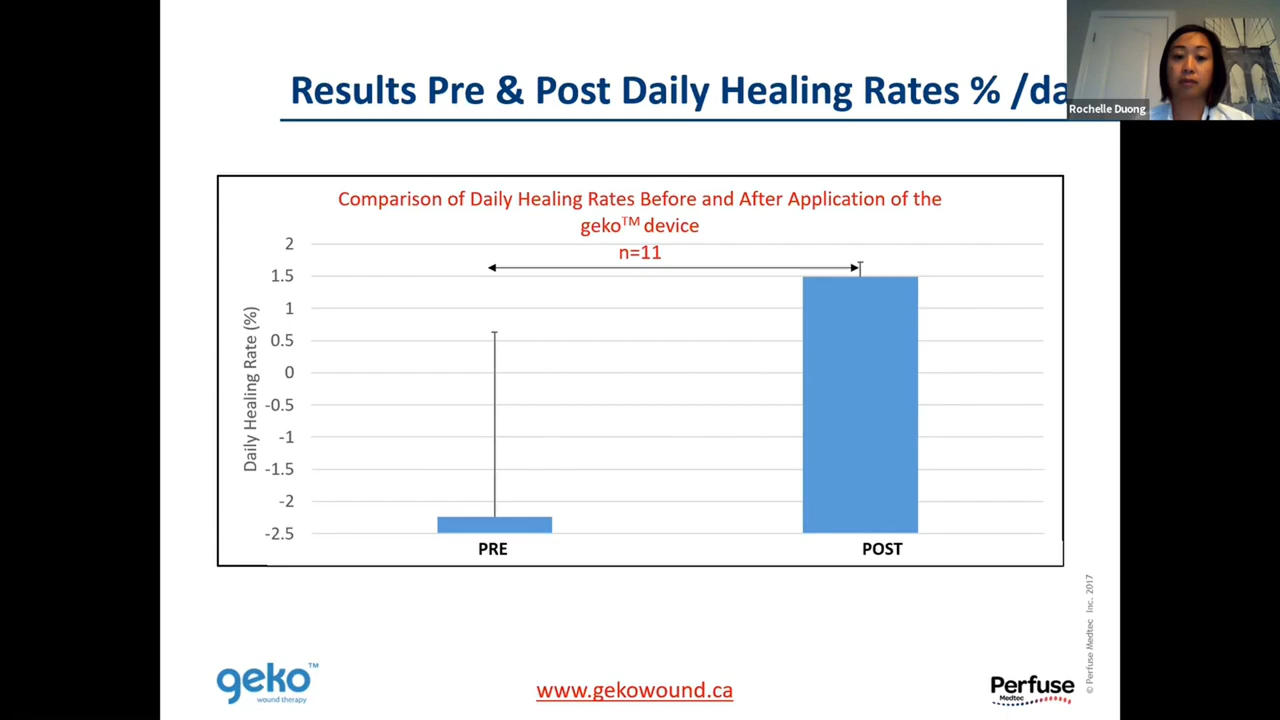 Results Pre & Post Daily Healing Rates % /da
Rochelle Duong
Comparison of Daily Healing Rates Before and After Application of the
geko™ device
n=11
Daily Healing Rate (%)
2
1.5
1
0.5
0
-0.5
-1
-1.5
-2
-2.5
PRE
POST
© Perfuse Medtec Inc. 2017
geko™
wound therapy
www.gekowound.ca
Perfuse
Medtec